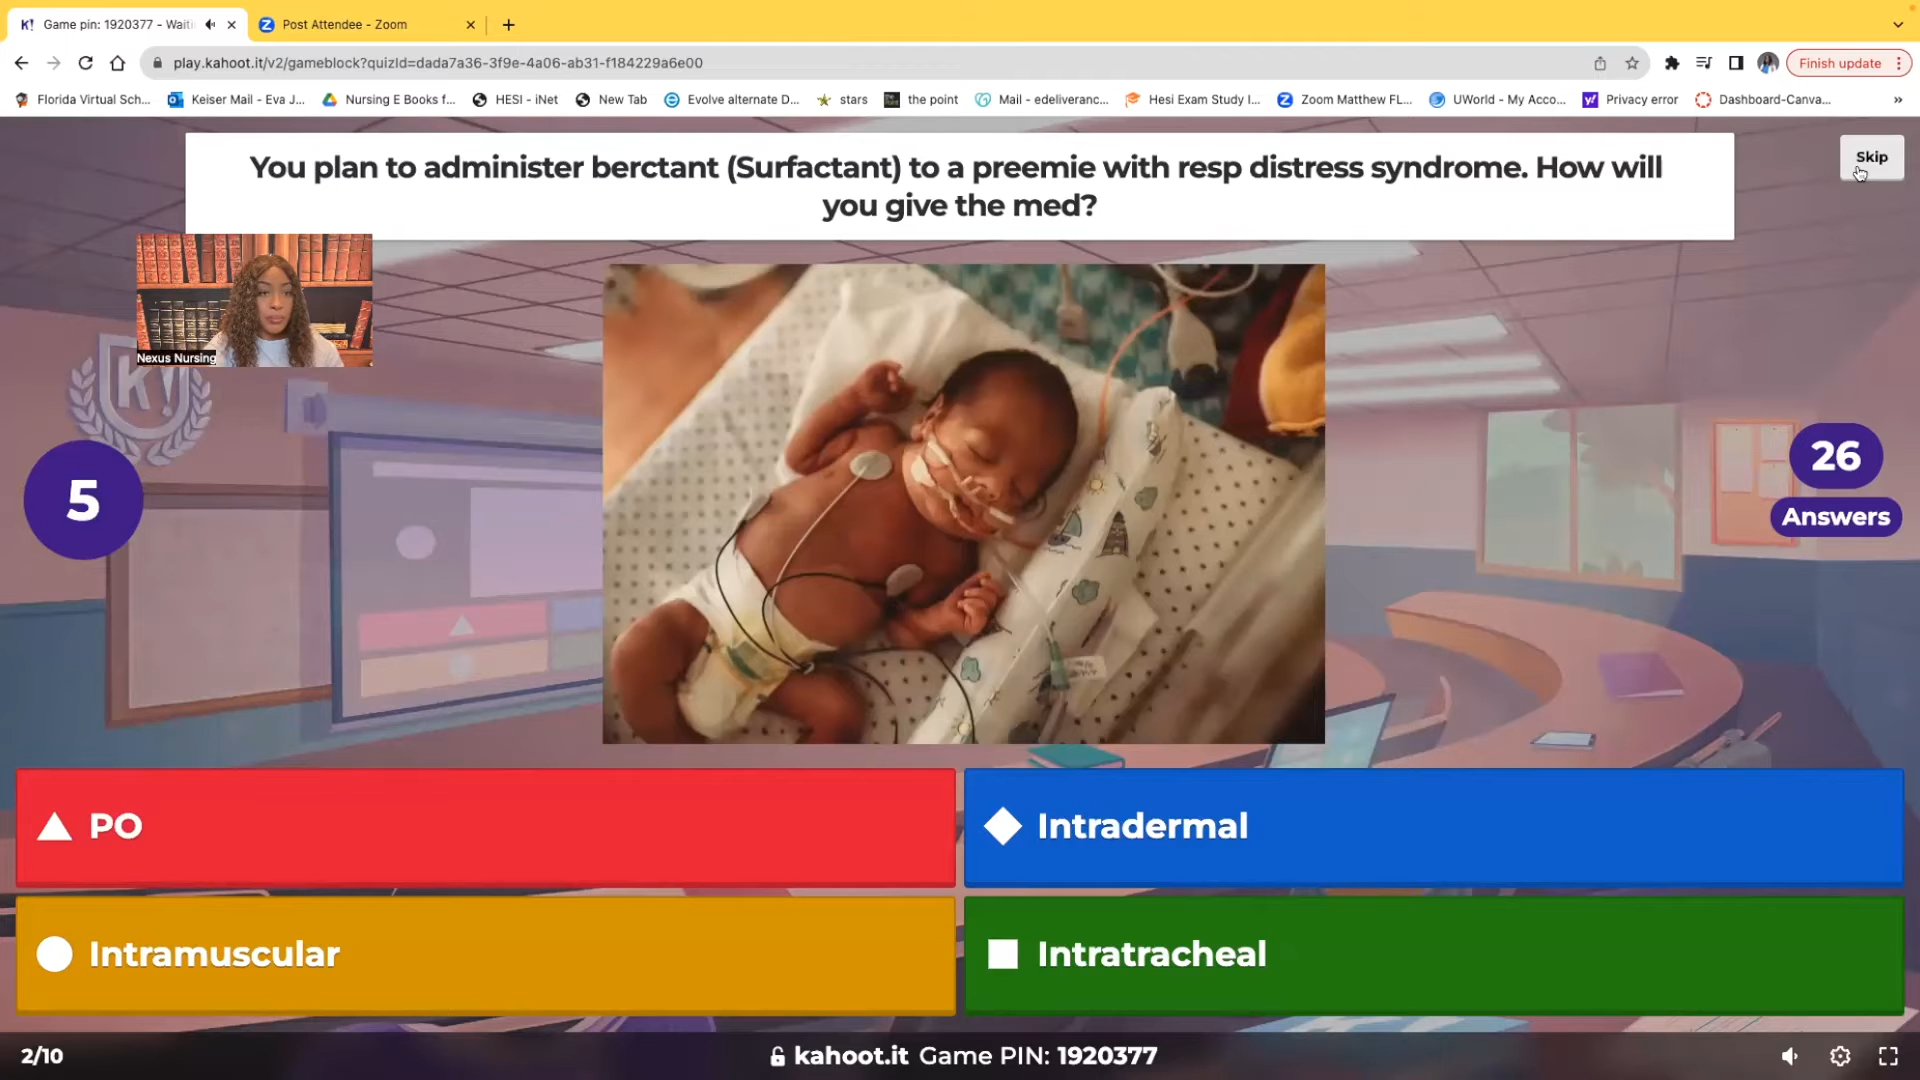 K! Game pin: 1920377 - Waiti
Post Attendee - Zoom
play.kahoot.it/v2/gameblock?quizId=dada7a36-3f9e-4a06-ab31-f184229a6e00
Finish update
Florida Virtual Sch...
Keiser Mail - Eva J...
Nursing E Books f...
HESI - iNet
New Tab
Evolve alternate D...
stars
the point
Mail - edeliveranc...
Hesi Exam Study I...
Zoom Matthew FL...
UWorld - My Acco...
Privacy error
Dashboard-Canva...
You plan to administer berctant (Surfactant) to a preemie with resp distress syndrome. How will
you give the med?
Skip
Nexus Nursing
K!
5
26
Answers
PO
Intradermal
Intramuscular
Intratracheal
2/10
kahoot.it Game PIN: 1920377